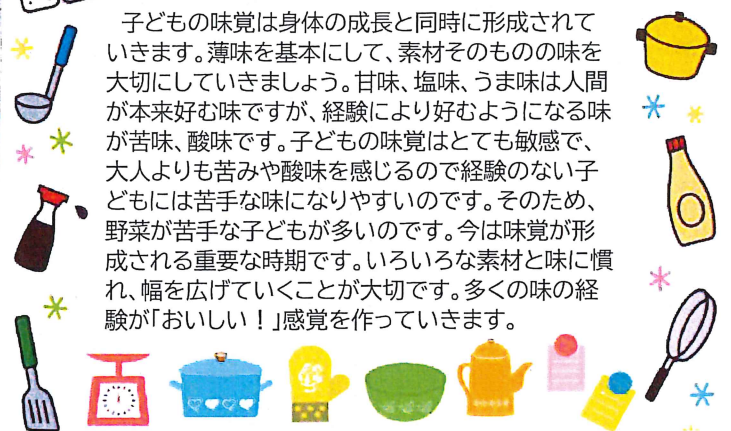 子どもの味覚は身体の成長と同時に形成されて
いきます。薄味を基本にして、素材そのものの味を
大切にしていきましょう。甘味、塩味、うま味は人間
が本来好む味ですが、経験により好むようになる味
が苦味、酸味です。子どもの味覚はとても敏感で、
大人よりも苦みや酸味を感じるので経験のない子
どもには苦手な味になりやすいのです。そのため、
野菜が苦手な子どもが多いのです。今は味覚が形
成される重要な時期です。いろいろな素材と味に慣
れ、幅を広げていくことが大切です。多くの味の経
験が「おいしい！」感覚を作っていきます。